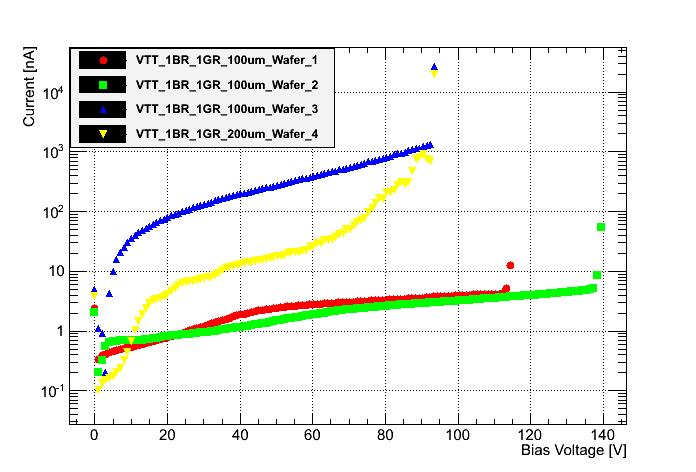 VTT_1BR_1GR_100um_Wafer_1
VTT_1BR_1GR_100um_Wafer_2
VTT_1BR_1GR_100um_Wafer_3
VTT_1BR_1GR_200um_Wafer_4
Current [nA]
10⁴
10³
10²
10
1
10⁻¹
0 20 40 60 80 100 120 140
Bias Voltage [V]